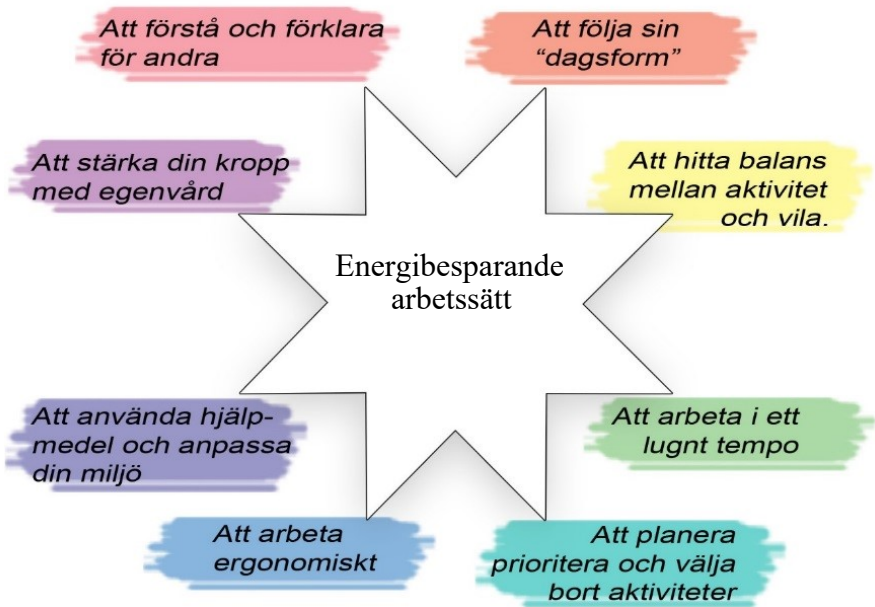 Att förstå och förklara
för andra
Att följa sin
“dagsform”
Att stärka din kropp
med egenvård
Att hitta balans
mellan aktivitet
och vila.
Energibesparande
arbetssätt
Att använda hjälp-
medel och anpassa
din miljö
Att arbeta i ett
lugnt tempo
Att arbeta
ergonomiskt
Att planera
prioritera och välja
bort aktiviteter